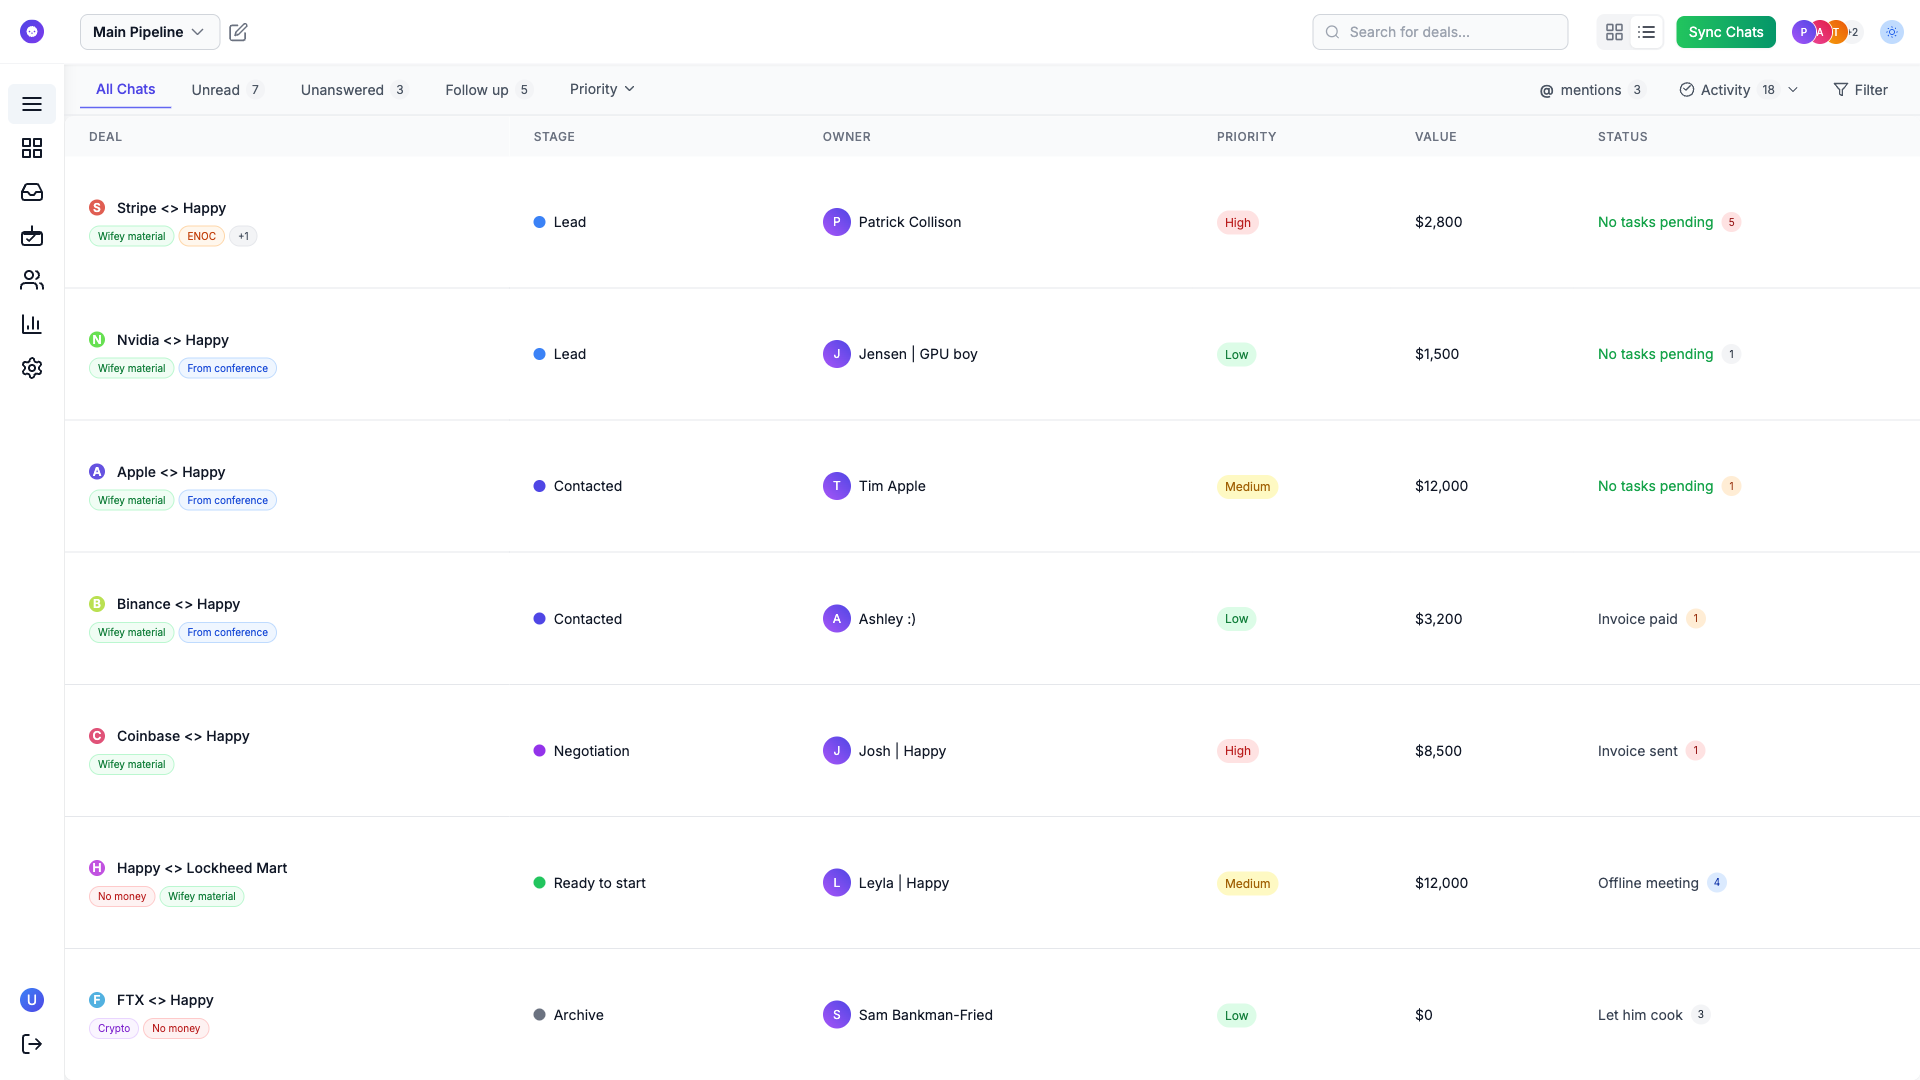 Main Pipeline
Search for deals...
Sync Chats
P A T +2
All Chats
Unread 7
Unanswered 3
Follow up 5
Priority
@ mentions 3
Activity 18
Filter
DEAL STAGE OWNER PRIORITY VALUE STATUS
S Stripe <> Happy
Wifey material ENOC +1
Lead
P Patrick Collison
High
$2,800
No tasks pending 5
N Nvidia <> Happy
Wifey material From conference
Lead
J Jensen | GPU boy
Low
$1,500
No tasks pending 1
A Apple <> Happy
Wifey material From conference
Contacted
T Tim Apple
Medium
$12,000
No tasks pending 1
B Binance <> Happy
Wifey material From conference
Contacted
A Ashley :)
Low
$3,200
Invoice paid 1
C Coinbase <> Happy
Wifey material
Negotiation
J Josh | Happy
High
$8,500
Invoice sent 1
H Happy <> Lockheed Mart
No money Wifey material
Ready to start
L Leyla | Happy
Medium
$12,000
Offline meeting 4
F FTX <> Happy
Crypto No money
Archive
S Sam Bankman-Fried
Low
$0
Let him cook 3
U